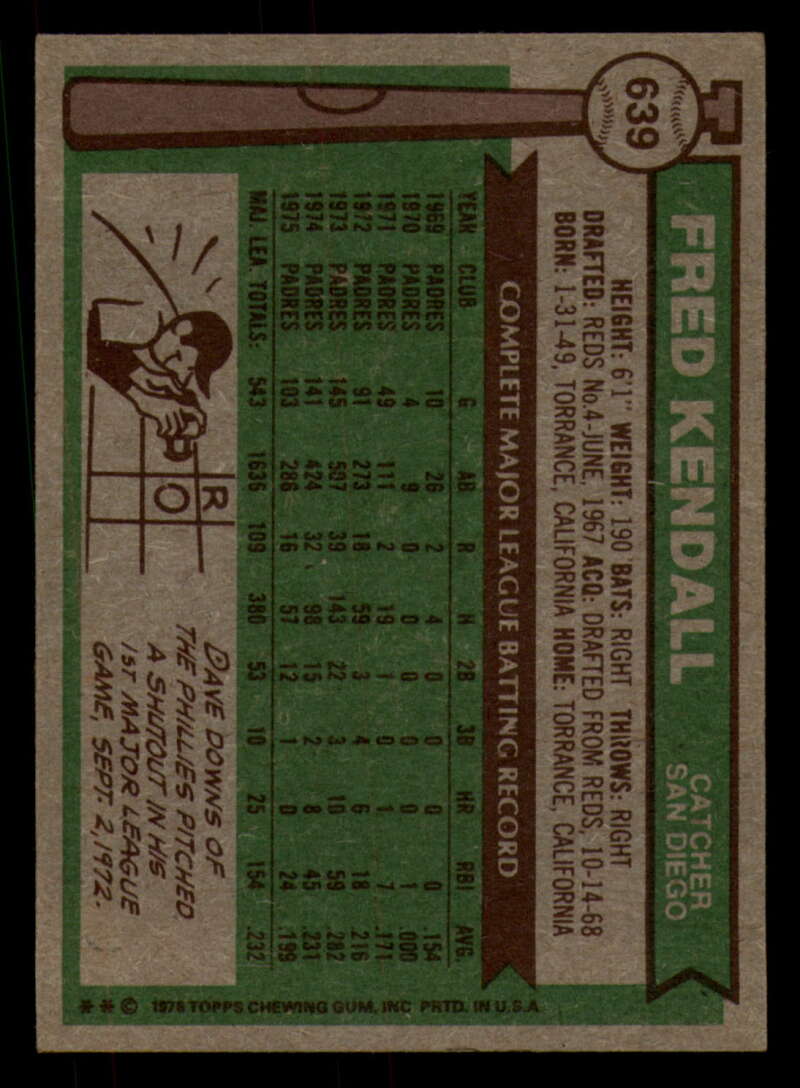 639
FRED KENDALL
CATCHER
SAN DIEGO
HEIGHT: 6'1" WEIGHT: 190 BATS: RIGHT THROWS: RIGHT
DRAFTED: REDS No.4-JUNE, 1967 ACQ: DRAFTED FROM REDS, 10-14-68
BORN: 1-31-49, TORRANCE, CALIFORNIA HOME: TORRANCE, CALIFORNIA
COMPLETE MAJOR LEAGUE BATTING RECORD
YEAR CLUB G AB R H 2B 3B HR RBI AVG.
1969 PADRES 10 26 2 4 0 0 0 0 .154
1970 PADRES 4 9 0 0 0 0 0 1 .000
1971 PADRES 49 111 2 19 1 0 1 7 .171
1972 PADRES 91 273 18 59 3 4 6 18 .216
1973 PADRES 145 507 39 143 22 3 10 59 .282
1974 PADRES 141 424 32 98 15 2 8 45 .231
1975 PADRES 103 286 16 57 12 1 0 24 .199
MAJ. LEA. TOTALS: 543 1636 109 380 53 10 25 154 .232
R
O
DAVE DOWNS OF
THE PHILLIES PITCHED
A SHUTOUT IN HIS
1ST MAJOR LEAGUE
GAME, SEPT. 2, 1972.
* * © 1976 TOPPS CHEWING GUM, INC PRTD. IN U.S.A